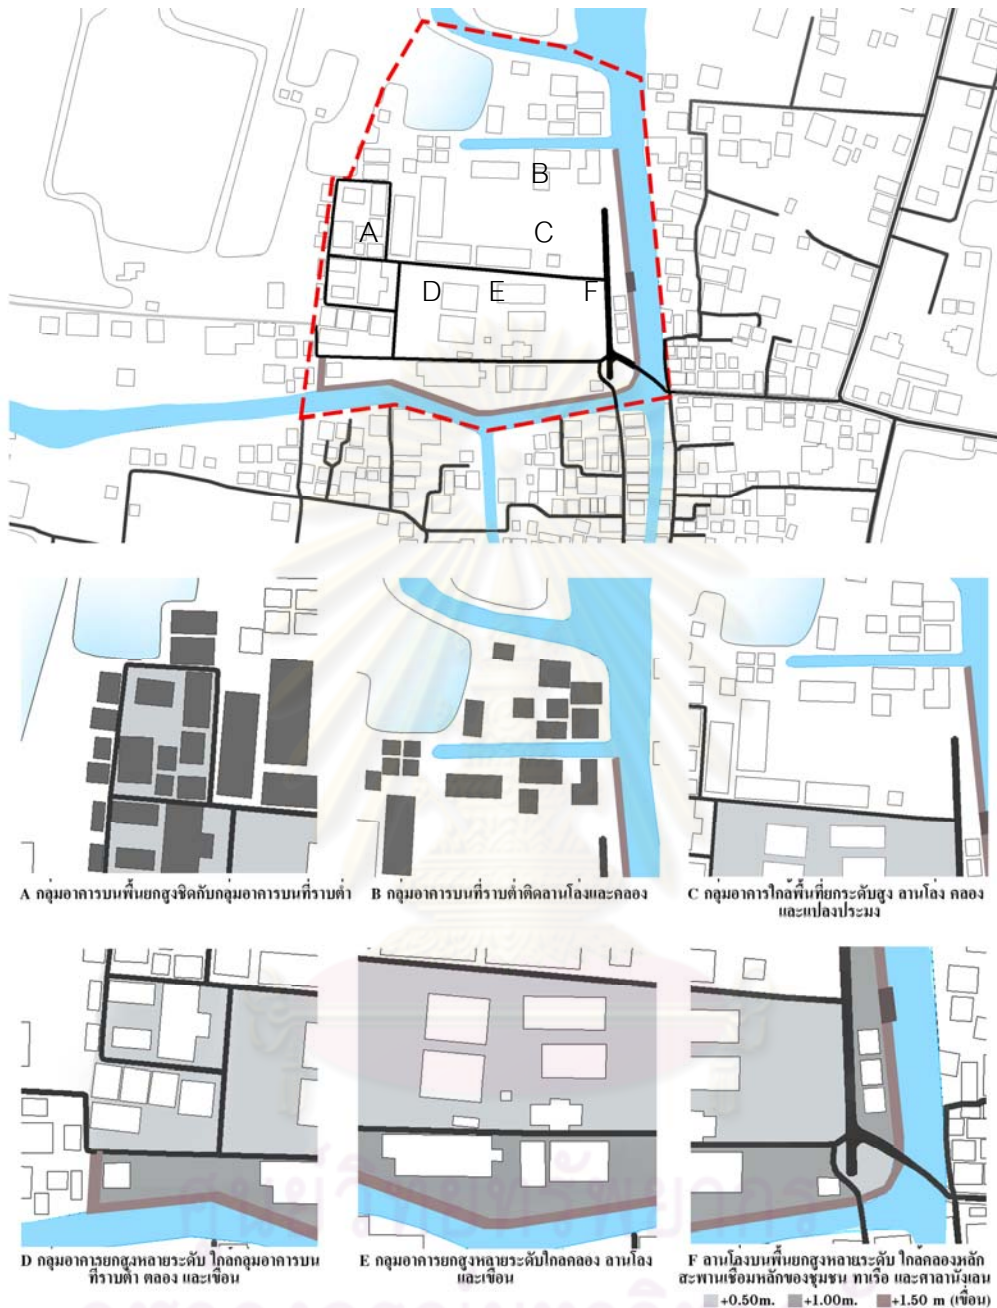 B
A
C
D
E
F
A กลุ่มอาคารบนพื้นยกสูงชิดกับกลุ่มอาคารบนที่ราบต่ำ
B กลุ่มอาคารบนที่ราบต่ำติดลานโล่งและคลอง
C กลุ่มอาคารใกล้พื้นที่ยกระดับสูง ลานโล่ง คลอง
และแปลงประมง
D กลุ่มอาคารยกสูงหลายระดับ ใกล้กลุ่มอาคารบน
ที่ราบต่ำ คลอง และเขื่อน
E กลุ่มอาคารยกสูงหลายระดับใกล้คลอง ลานโล่ง
และเขื่อน
F ลานโล่งบนพื้นยกสูงหลายระดับ ใกล้คลองหลัก
สะพานเชื่อมหลักของชุมชน ท่าเรือ และศาลานั่งเล่น
+0.50m. +1.00m. +1.50 m (เขื่อน)
ศูนย์วิทยทรัพยากร